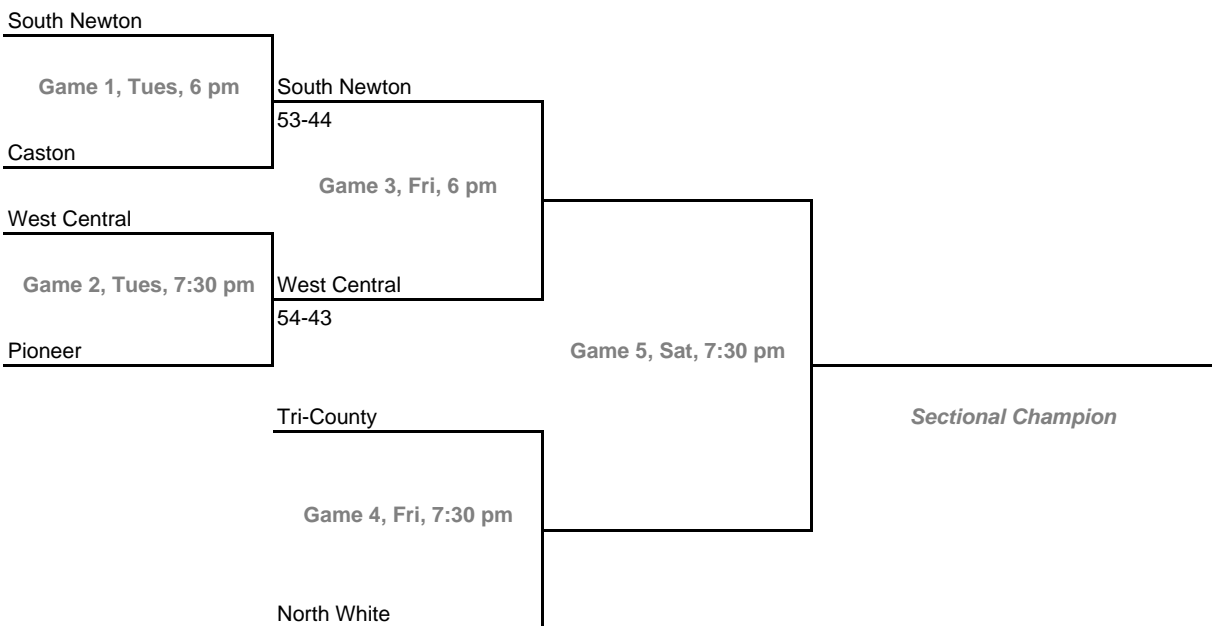 South Newton
Game 1, Tues, 6 pm
South Newton
53-44
Caston
Game 3, Fri, 6 pm
West Central
Game 2, Tues, 7:30 pm
West Central
54-43
Pioneer
Game 5, Sat, 7:30 pm
Tri-County
Sectional Champion
Game 4, Fri, 7:30 pm
North White